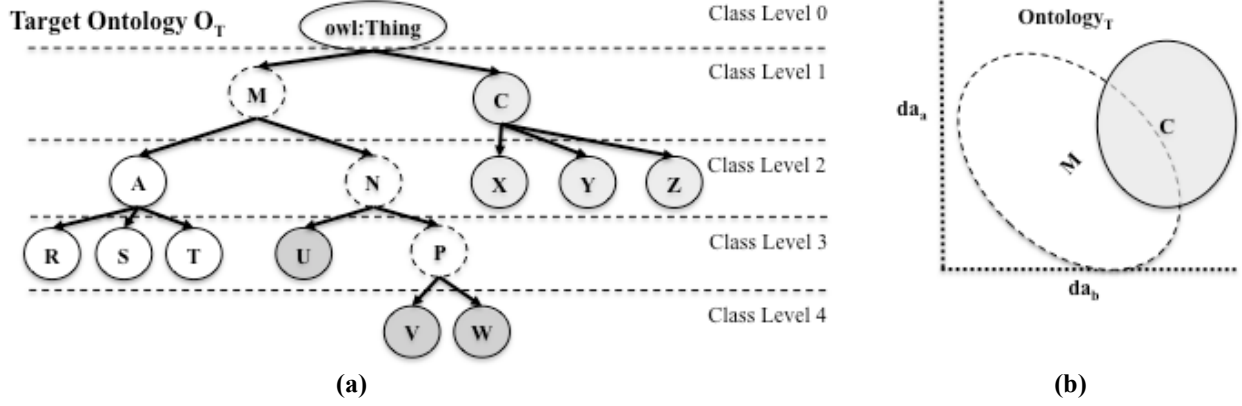 Target Ontology O_T
owl:Thing
Class Level 0
M
C
Class Level 1
A
N
X
Y
Z
Class Level 2
R
S
T
U
P
Class Level 3
V
W
Class Level 4
(a)
Ontology_T
da_a
C
M
da_b
(b)